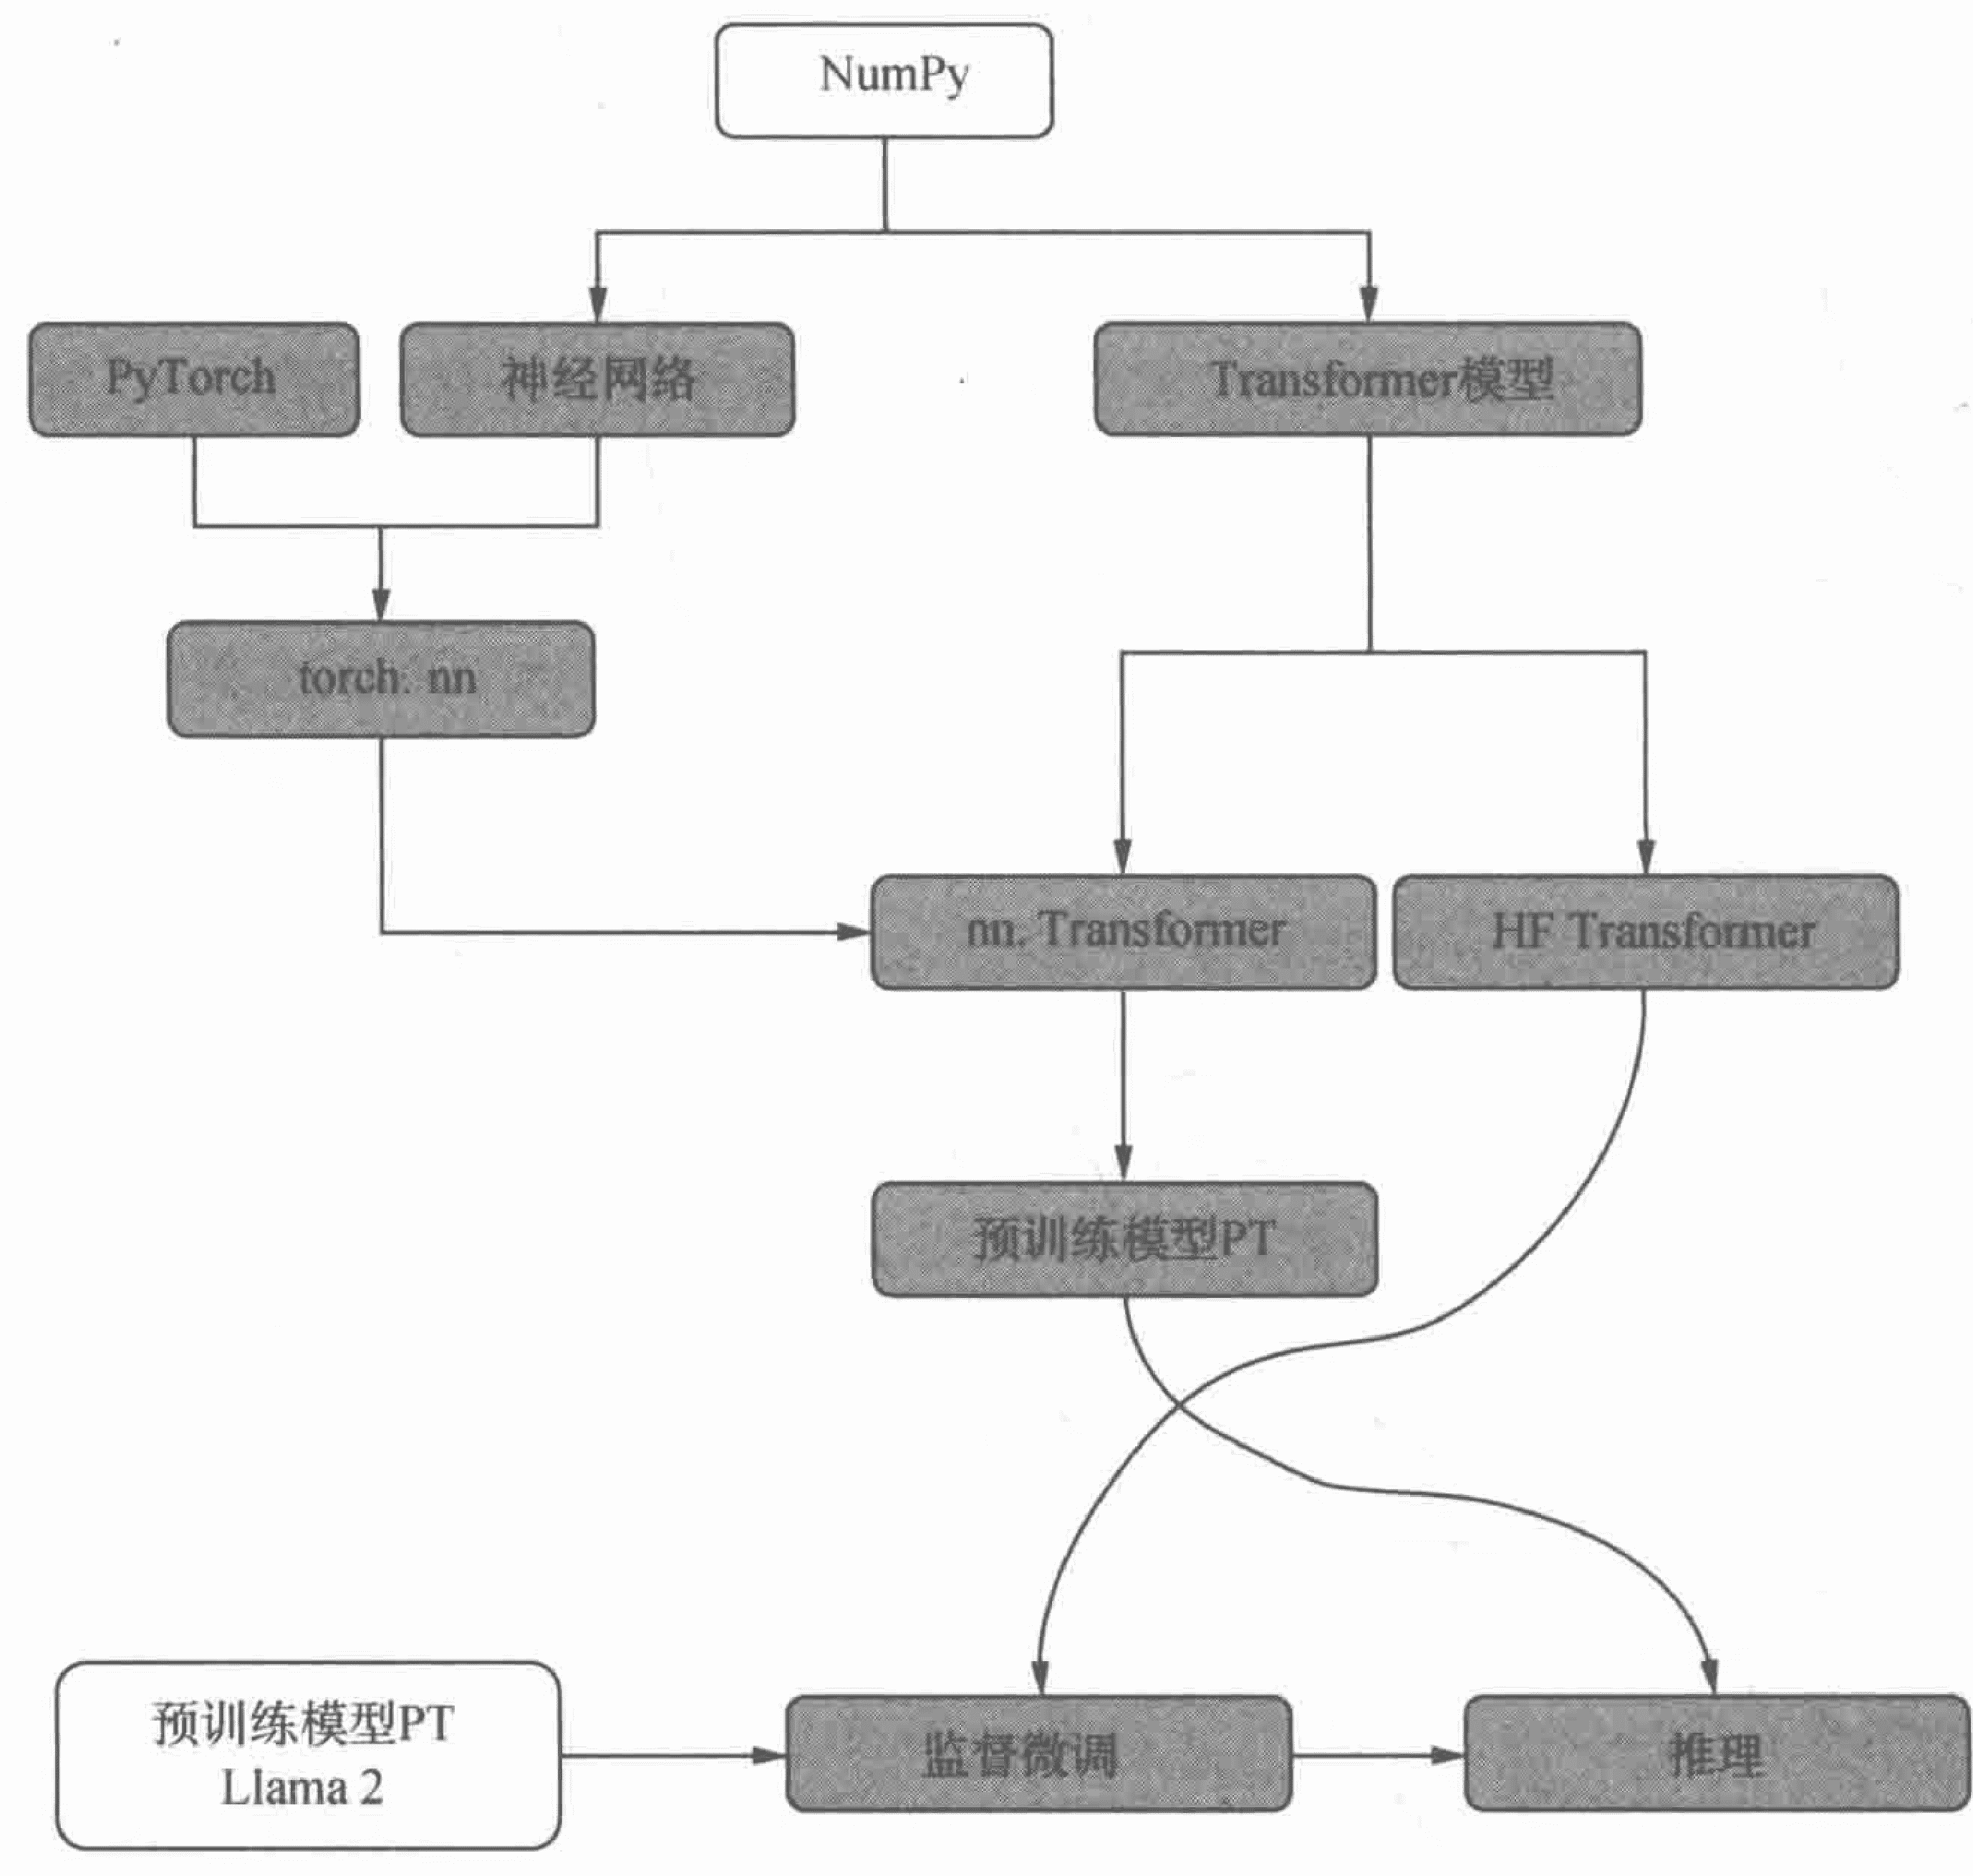 NumPy
PyTorch
神经网络
Transformer模型
torch. nn
nn. Transformer
HF Transformer
预训练模型PT
预训练模型PT
Llama 2
监督微调
推理